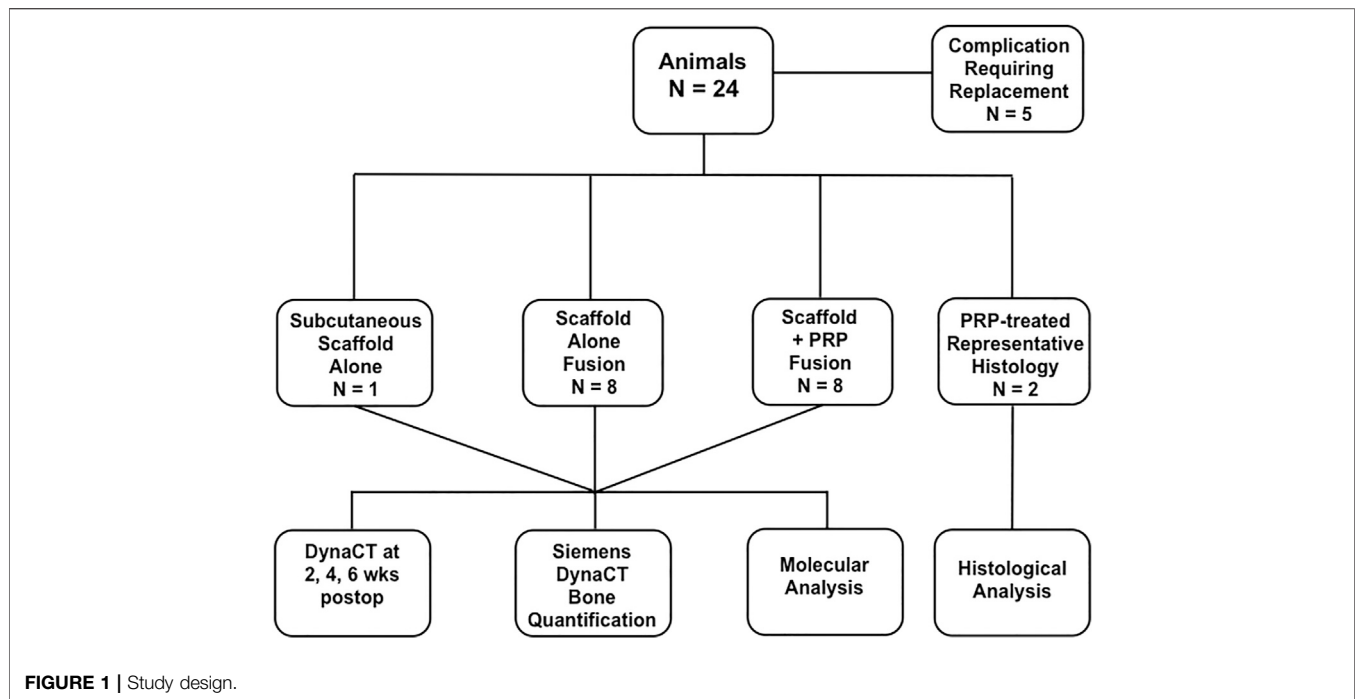 Animals
N = 24
Complication
Requiring
Replacement
N = 5
Subcutaneous
Scaffold
Alone
N = 1
Scaffold
Alone
Fusion
N = 8
Scaffold
+ PRP
Fusion
N = 8
PRP-treated
Representative
Histology
N = 2
DynaCT at
2, 4, 6 wks
postop
Siemens
DynaCT
Bone
Quantification
Molecular
Analysis
Histological
Analysis
FIGURE 1 | Study design.